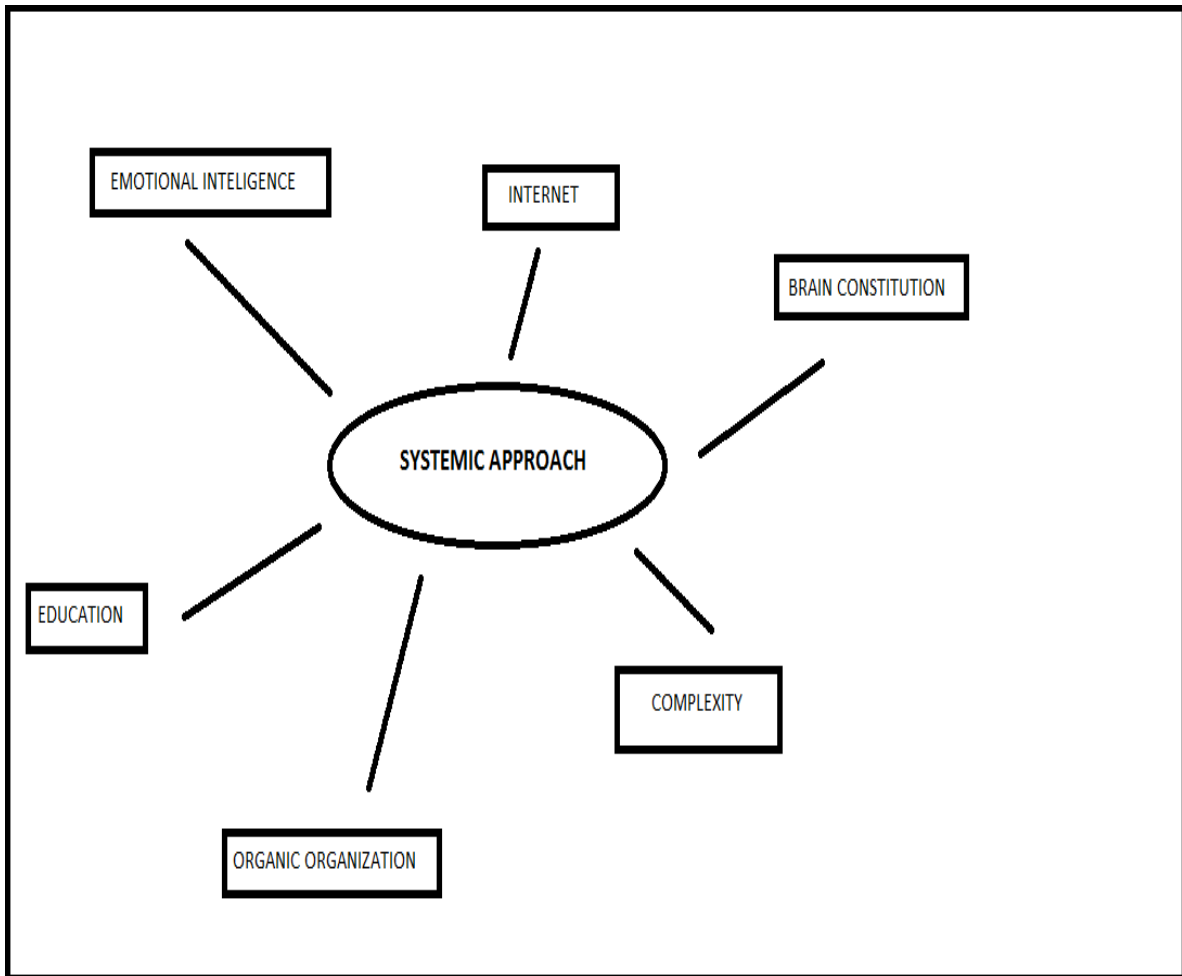 EMOTIONAL INTELIGENCE
INTERNET
BRAIN CONSTITUTION
SYSTEMIC APPROACH
EDUCATION
COMPLEXITY
ORGANIC ORGANIZATION